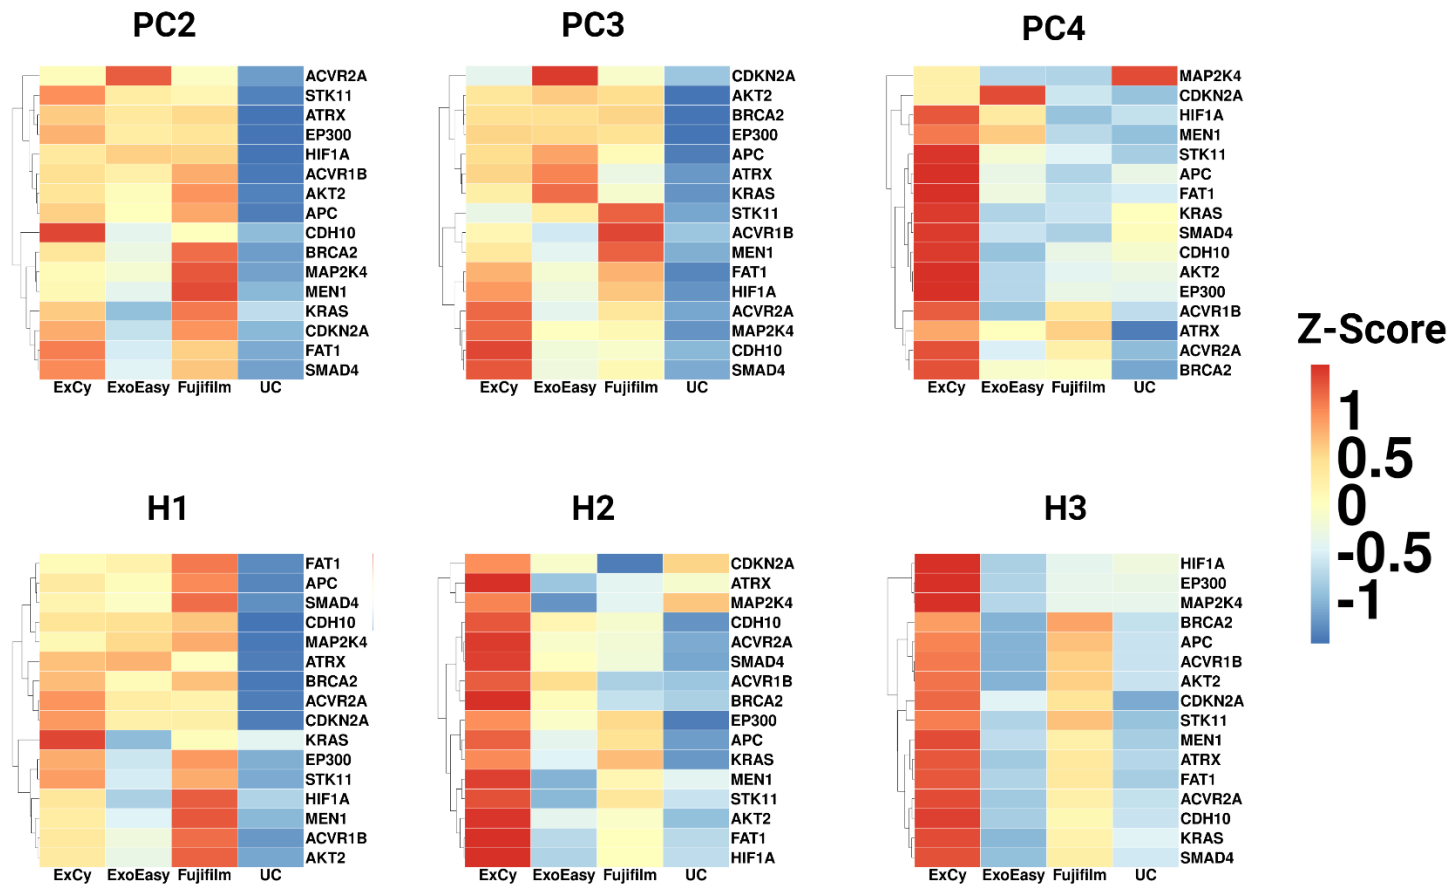 PC2
ACVR2A
STK11
ATRX
EP300
HIF1A
ACVR1B
AKT2
APC
CDH10
BRCA2
MAP2K4
MEN1
KRAS
CDKN2A
FAT1
SMAD4
ExCy ExoEasy Fujifilm UC
PC3
CDKN2A
AKT2
BRCA2
EP300
APC
ATRX
KRAS
STK11
ACVR1B
MEN1
FAT1
HIF1A
ACVR2A
MAP2K4
CDH10
SMAD4
ExCy ExoEasy Fujifilm UC
PC4
MAP2K4
CDKN2A
HIF1A
MEN1
STK11
APC
FAT1
KRAS
SMAD4
CDH10
AKT2
EP300
ACVR1B
ATRX
ACVR2A
BRCA2
ExCy ExoEasy Fujifilm UC
Z-Score
1
0.5
0
-0.5
-1
H1
FAT1
APC
SMAD4
CDH10
MAP2K4
ATRX
BRCA2
ACVR2A
CDKN2A
KRAS
EP300
STK11
HIF1A
MEN1
ACVR1B
AKT2
ExCy ExoEasy Fujifilm UC
H2
CDKN2A
ATRX
MAP2K4
CDH10
ACVR2A
SMAD4
ACVR1B
BRCA2
EP300
APC
KRAS
MEN1
STK11
AKT2
FAT1
HIF1A
ExCy ExoEasy Fujifilm UC
H3
HIF1A
EP300
MAP2K4
BRCA2
APC
ACVR1B
AKT2
CDKN2A
STK11
MEN1
ATRX
FAT1
ACVR2A
CDH10
KRAS
SMAD4
ExCy ExoEasy Fujifilm UC